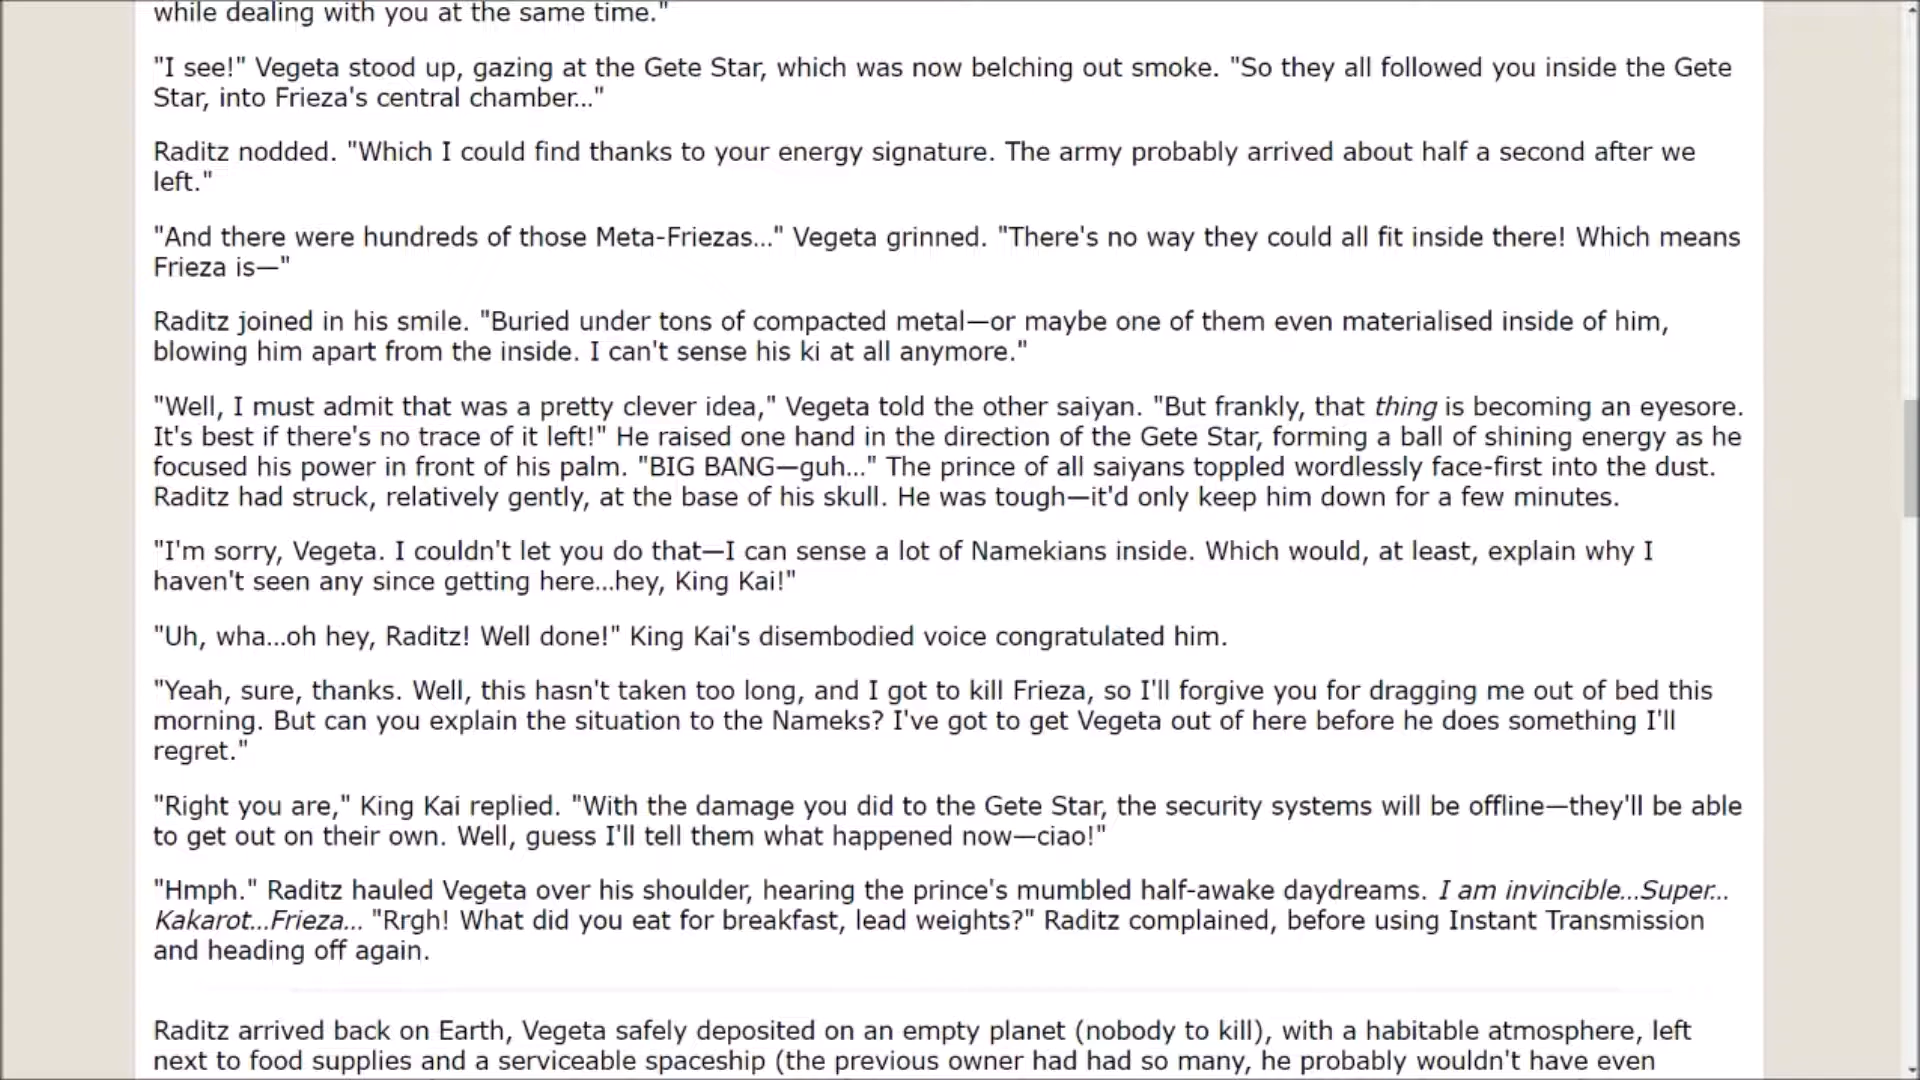 while dealing with you at the same time."
"I see!" Vegeta stood up, gazing at the Gete Star, which was now belching out smoke. "So they all followed you inside the Gete
Star, into Frieza's central chamber..."
Raditz nodded. "Which I could find thanks to your energy signature. The army probably arrived about half a second after we
left."
"And there were hundreds of those Meta-Friezas..." Vegeta grinned. "There's no way they could all fit inside there! Which means
Frieza is—"
Raditz joined in his smile. "Buried under tons of compacted metal—or maybe one of them even materialised inside of him,
blowing him apart from the inside. I can't sense his ki at all anymore."
"Well, I must admit that was a pretty clever idea," Vegeta told the other saiyan. "But frankly, that thing is becoming an eyesore.
It's best if there's no trace of it left!" He raised one hand in the direction of the Gete Star, forming a ball of shining energy as he
focused his power in front of his palm. "BIG BANG—guh..." The prince of all saiyans toppled wordlessly face-first into the dust.
Raditz had struck, relatively gently, at the base of his skull. He was tough—it'd only keep him down for a few minutes.
"I'm sorry, Vegeta. I couldn't let you do that—I can sense a lot of Namekians inside. Which would, at least, explain why I
haven't seen any since getting here...hey, King Kai!"
"Uh, wha...oh hey, Raditz! Well done!" King Kai's disembodied voice congratulated him.
"Yeah, sure, thanks. Well, this hasn't taken too long, and I got to kill Frieza, so I'll forgive you for dragging me out of bed this
morning. But can you explain the situation to the Nameks? I've got to get Vegeta out of here before he does something I'll
regret."
"Right you are," King Kai replied. "With the damage you did to the Gete Star, the security systems will be offline—they'll be able
to get out on their own. Well, guess I'll tell them what happened now—ciao!"
"Hmph." Raditz hauled Vegeta over his shoulder, hearing the prince's mumbled half-awake daydreams. I am invincible...Super...
Kakarot...Frieza... "Rrgh! What did you eat for breakfast, lead weights?" Raditz complained, before using Instant Transmission
and heading off again.
Raditz arrived back on Earth, Vegeta safely deposited on an empty planet (nobody to kill), with a habitable atmosphere, left
next to food supplies and a serviceable spaceship (the previous owner had had so many, he probably wouldn't have even